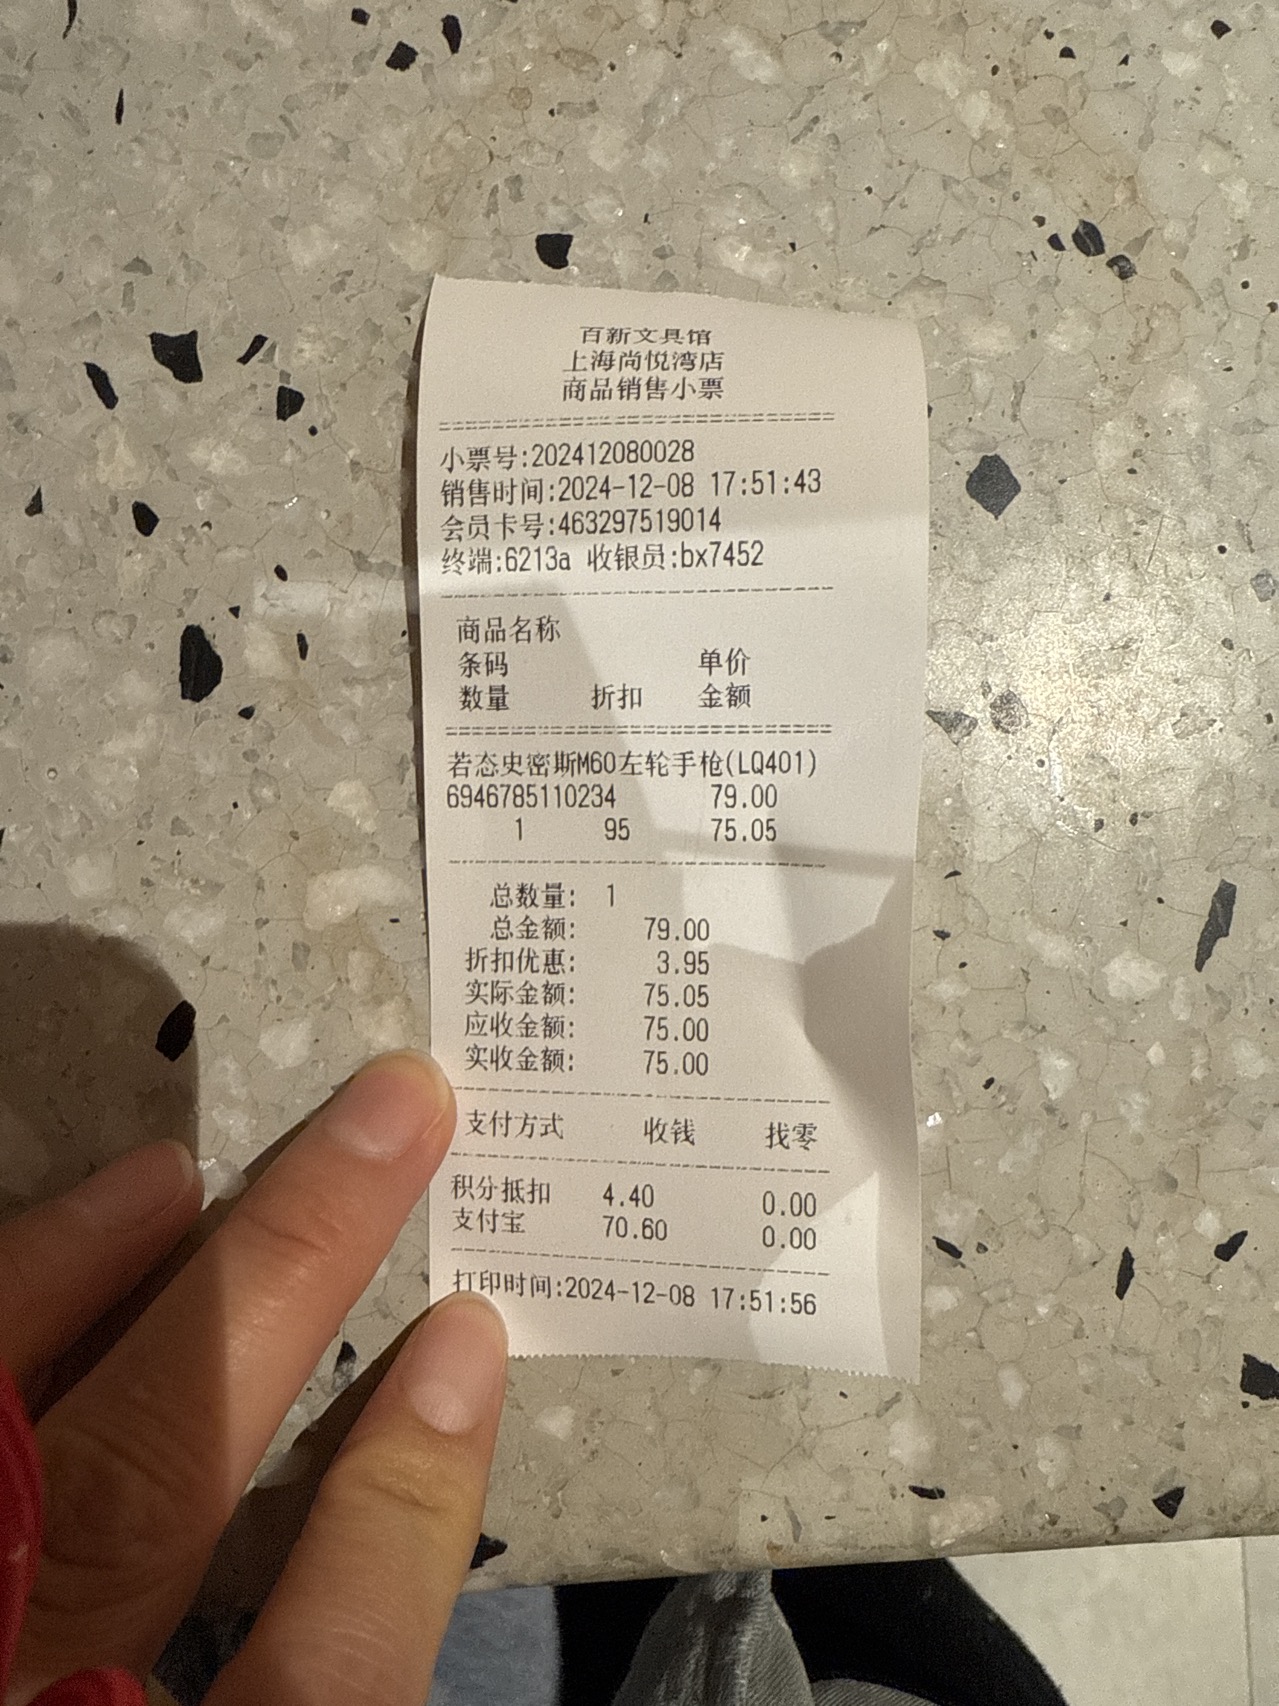 百新文具馆
上海尚悦湾店
商品销售小票
小票号:202412080028
销售时间:2024-12-08 17:51:43
会员卡号:463297519014
终端:6213a 收银员:bx7452
商品名称
条码 单价
数量 折扣 金额
若态史密斯M60左轮手枪(LQ401)
6946785110234 79.00
1 95 75.05
总数量: 1
总金额: 79.00
折扣优惠: 3.95
实际金额: 75.05
应收金额: 75.00
实收金额: 75.00
支付方式 收钱 找零
积分抵扣 4.40 0.00
支付宝 70.60 0.00
打印时间:2024-12-08 17:51:56